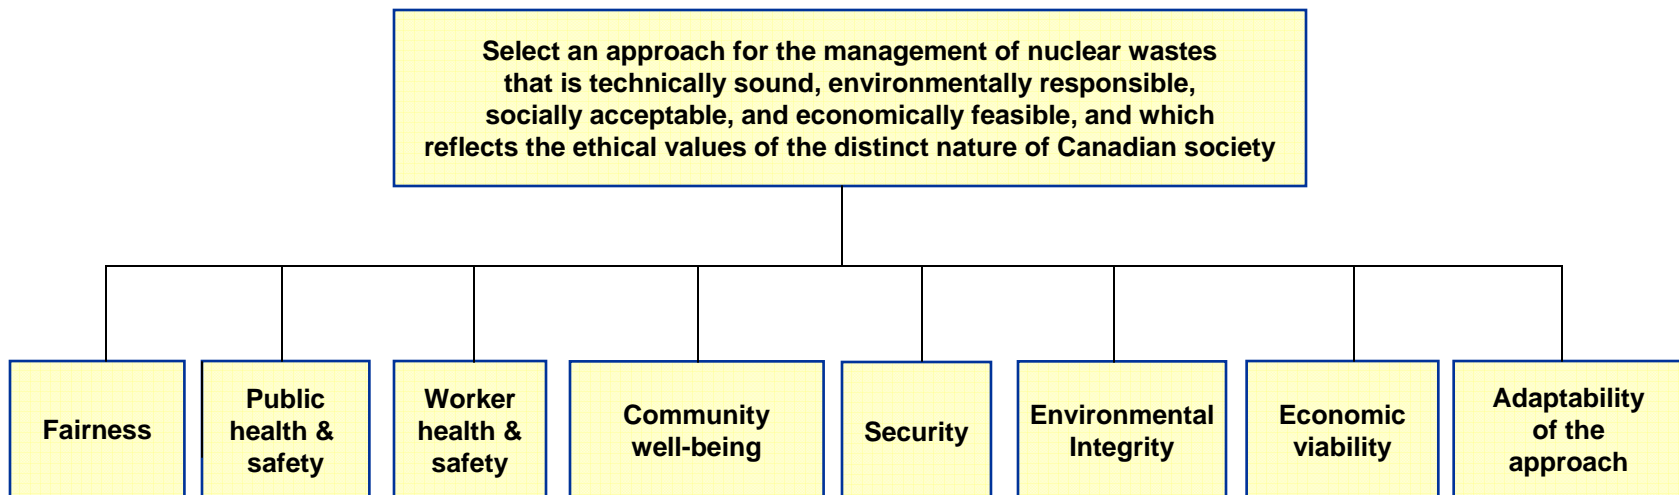 Select an approach for the management of nuclear wastes
that is technically sound, environmentally responsible,
socially acceptable, and economically feasible, and which
reflects the ethical values of the distinct nature of Canadian society
Fairness
Public
health &
safety
Worker
health &
safety
Community
well-being
Security
Environmental
Integrity
Economic
viability
Adaptability
of the
approach